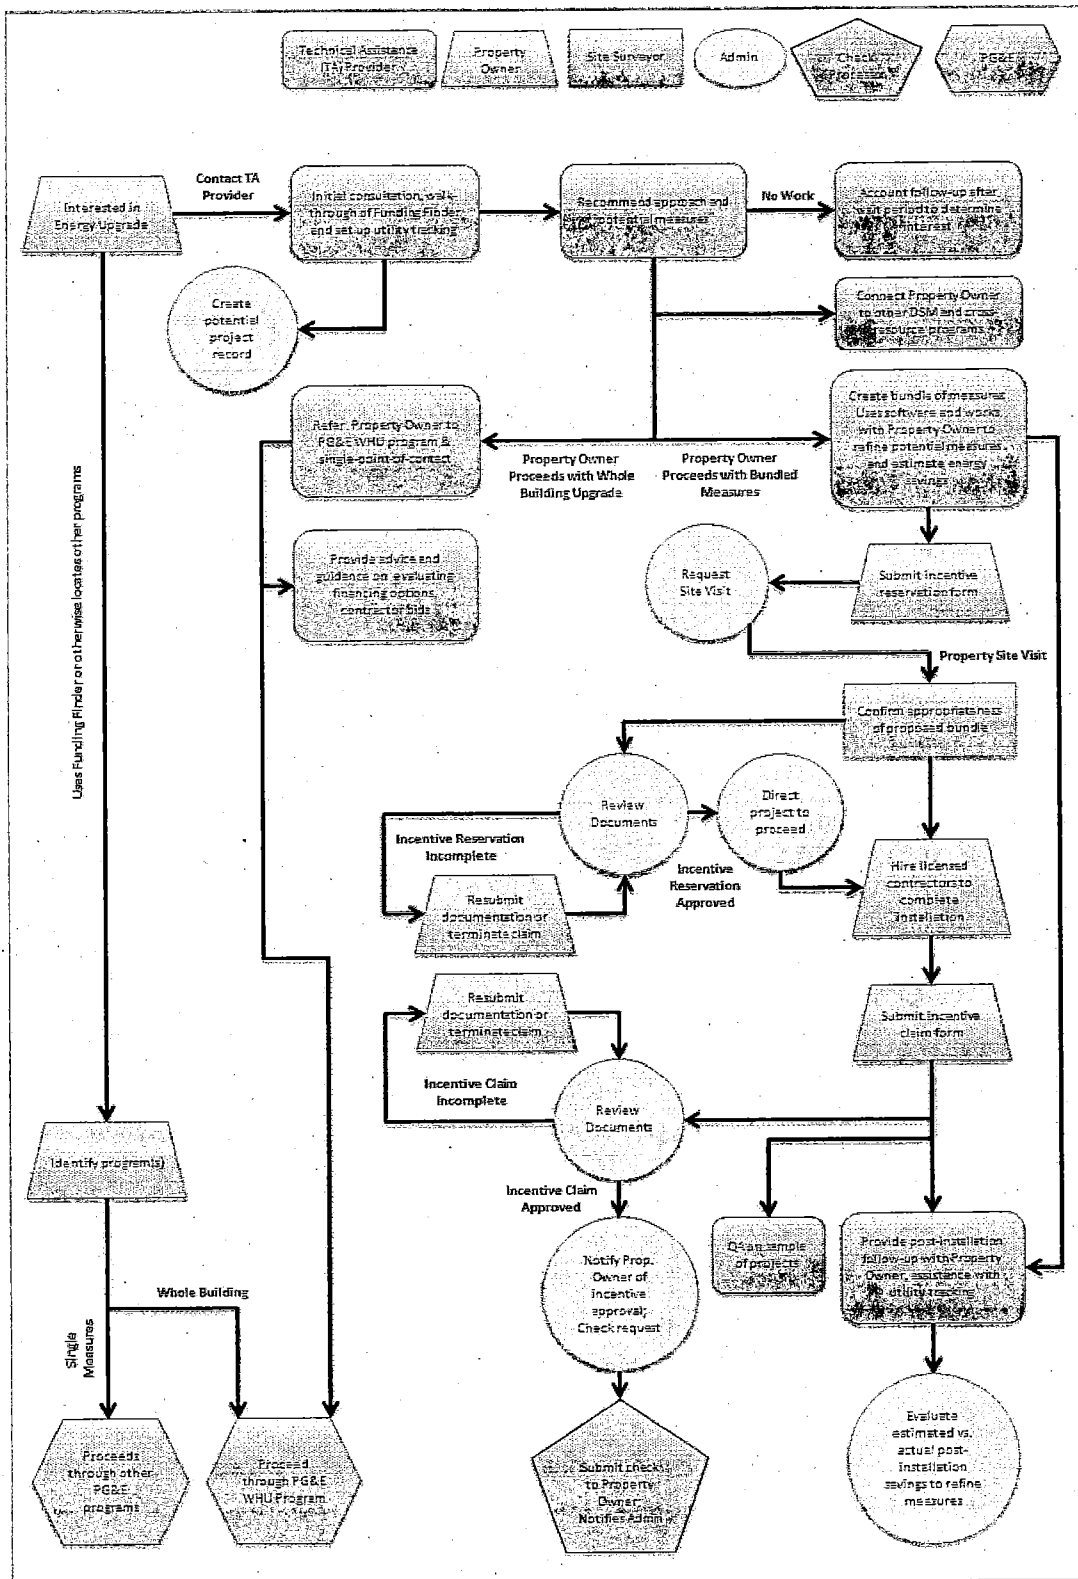 Technical Assistance
(TA) Provider
Property
Owner
Site Surveyor
Admin
Check
Processor
PG&E
Interested in
Energy Upgrade
Contact TA
Provider
Initial consultation, walk-
through of Funding Finder
and set-up utility tracking
Recommend approach and
potential measures
No Work
Account follow-up after
wait period to determine
interest
Create
potential
project
record
Connect Property Owner
to other DSM and cross-
resource programs
Refer Property Owner to
PG&E WHU program &
single-point-of-contact
Property Owner
Proceeds with Whole
Building Upgrade
Property Owner
Proceeds with Bundled
Measures
Create bundle of measures
Uses software and works
with Property Owner to
refine potential measures
and estimate energy
savings
Uses Funding Finder or otherwise locates other programs
Provide advice and
guidance on evaluating
financing options,
contractor bids
Request
Site Visit
Submit incentive
reservation form
Property Site Visit
Confirm appropriateness
of proposed bundle
Review
Documents
Direct
project to
proceed
Incentive Reservation
Incomplete
Incentive
Reservation
Approved
Hire licensed
contractors to
complete
installation
Resubmit
documentation or
terminate claim
Resubmit
documentation or
terminate claim
Submit incentive
claim form
Incentive Claim
Incomplete
Review
Documents
Identify program(s)
Incentive Claim
Approved
QA on sample
of projects
Provide post-installation
follow-up with Property
Owner, assistance with
utility tracking
Notify Prop.
Owner of
incentive
approval;
Check request
Whole Building
Single
Measures
Proceeds
through other
PG&E
programs
Proceed
through PG&E
WHU Program
Submit check
to Property
Owner;
Notifies Admin
Evaluate
estimated vs.
actual post-
installation
savings to refine
measures